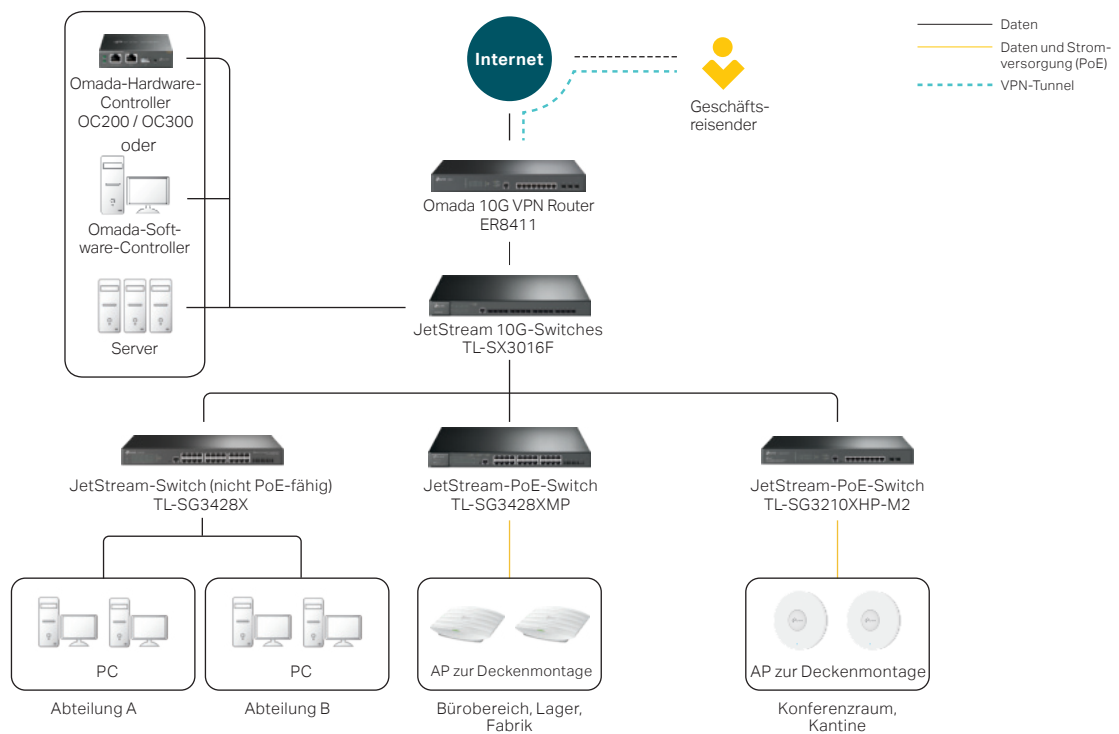 Omada-Hardware-
Controller
OC200 / OC300
oder
Omada-Soft-
ware-Controller
Server
Internet
Geschäfts-
reisender
Daten
Daten und Strom-
versorgung (PoE)
VPN-Tunnel
Omada 10G VPN Router
ER8411
JetStream 10G-Switches
TL-SX3016F
JetStream-Switch (nicht PoE-fähig)
TL-SG3428X
JetStream-PoE-Switch
TL-SG3428XMP
JetStream-PoE-Switch
TL-SG3210XHP-M2
PC
PC
AP zur Deckenmontage
AP zur Deckenmontage
Abteilung A
Abteilung B
Bürobereich, Lager,
Fabrik
Konferenzraum,
Kantine